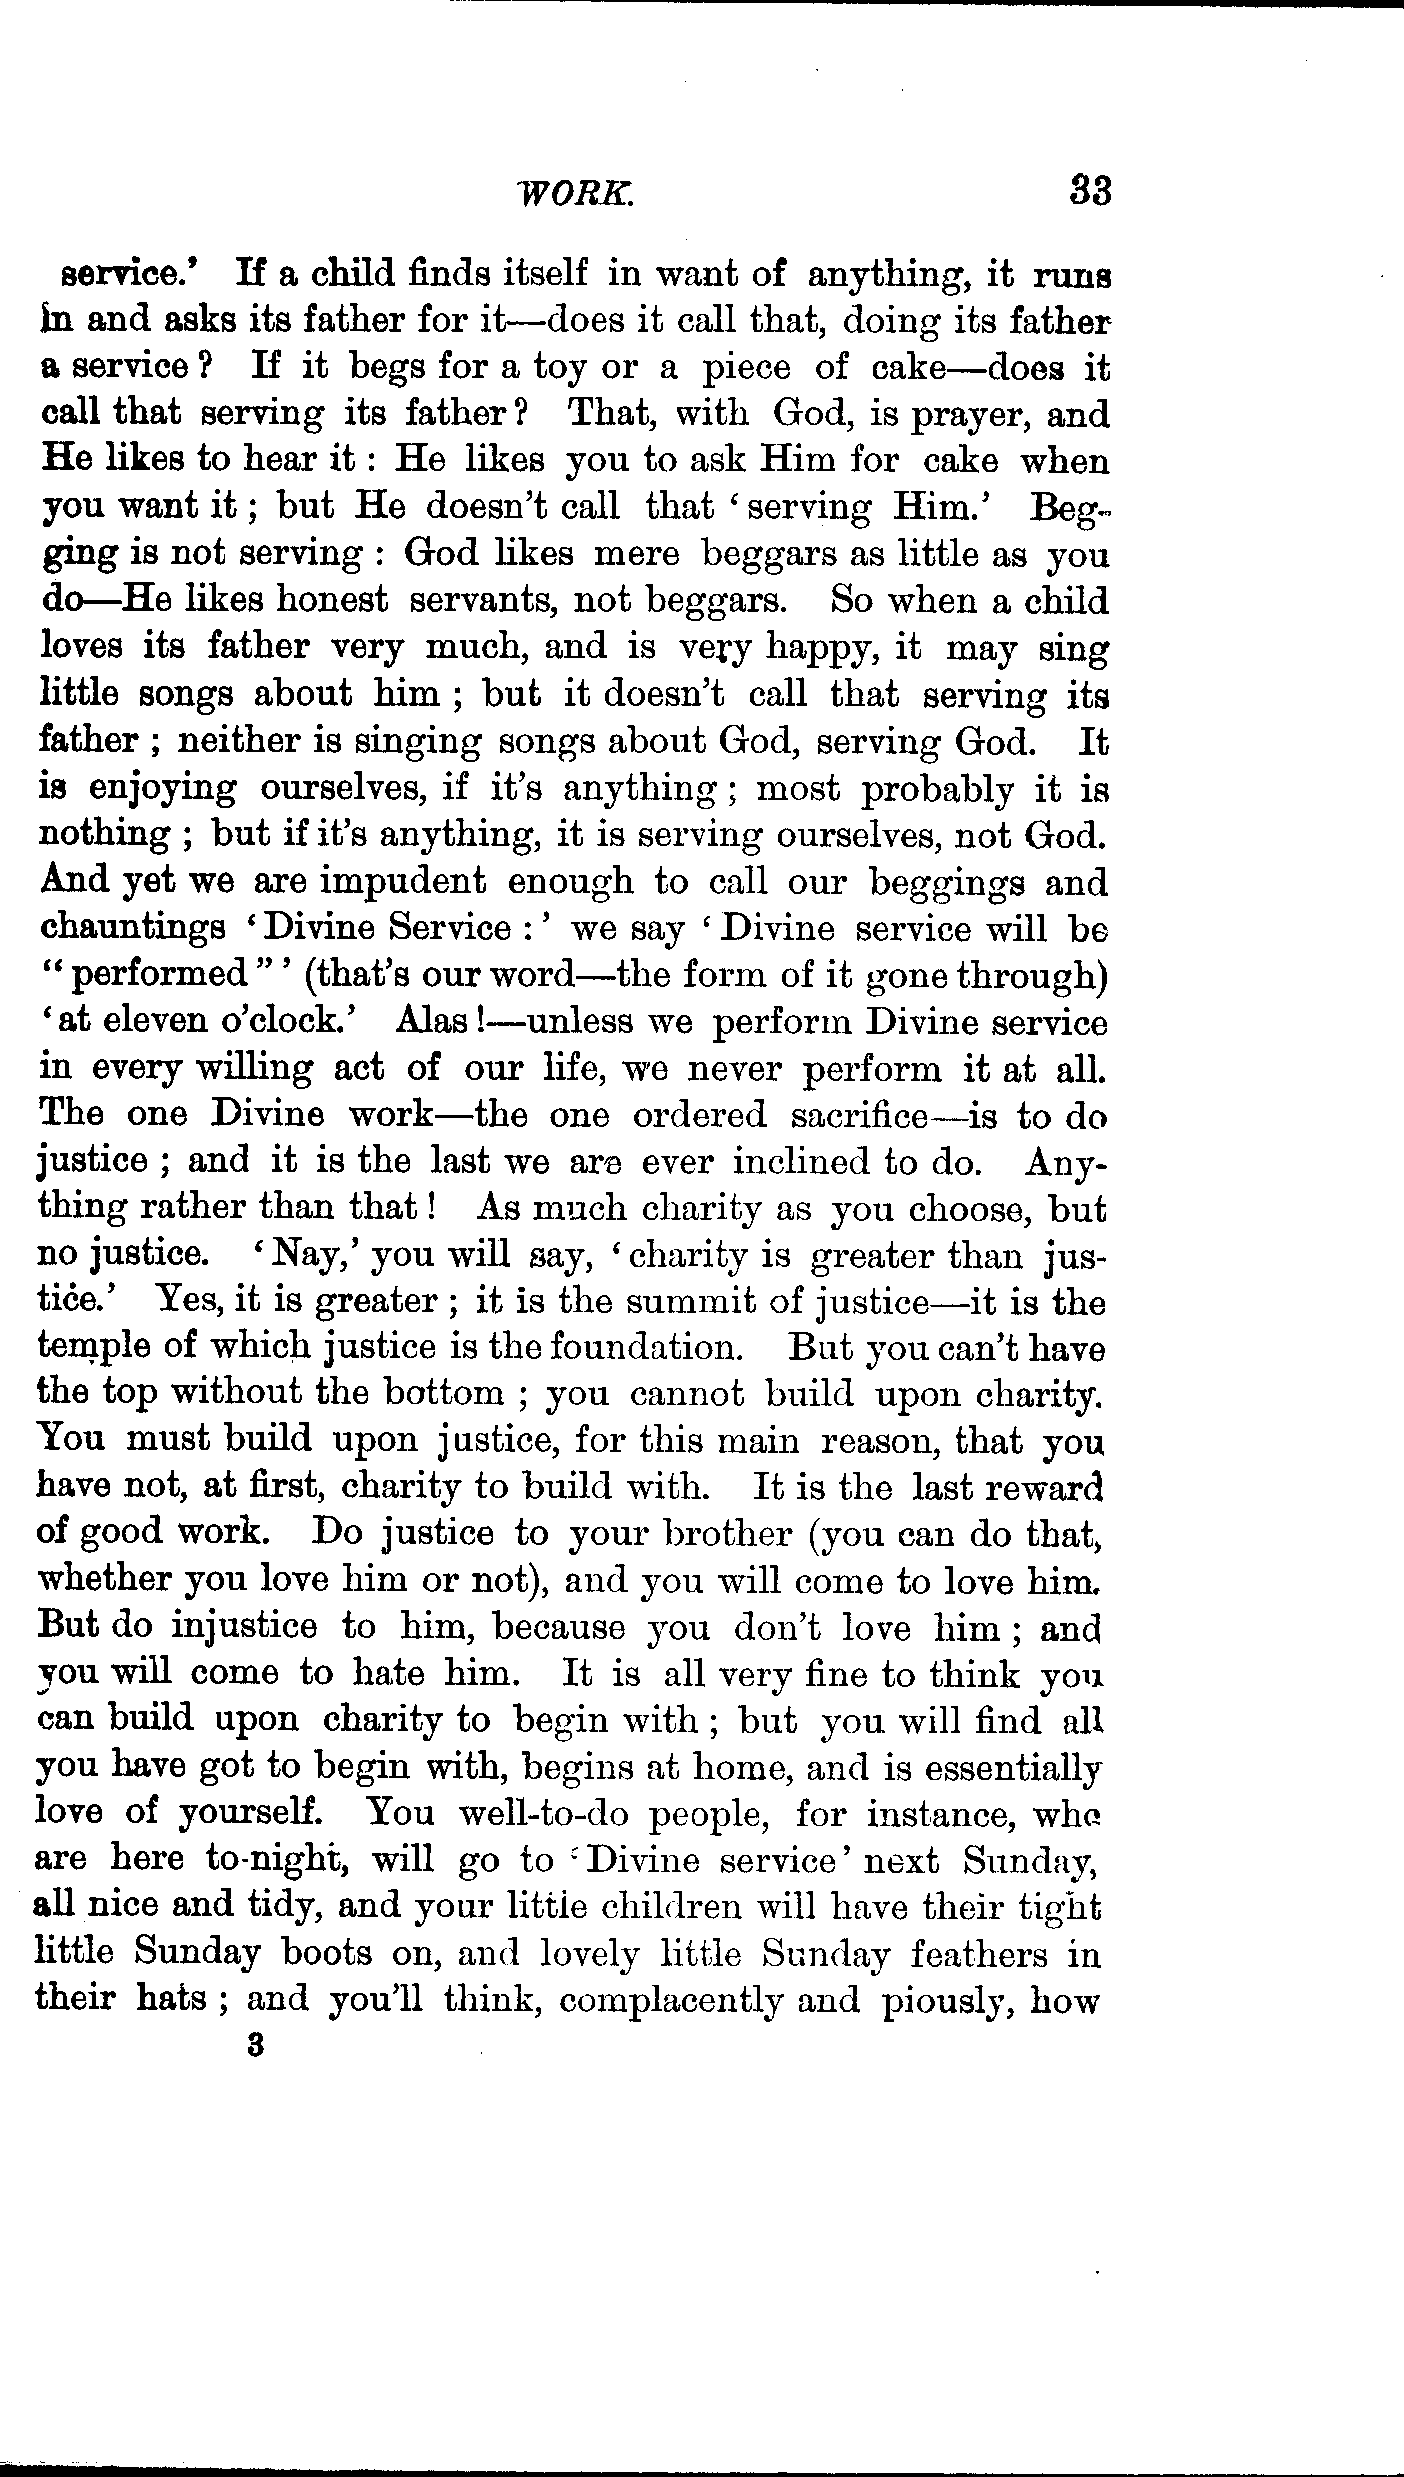 WORK. 33
service.' If a child finds itself in want of anything, it runs
in and asks its father for it—does it call that, doing its father
a service? If it begs for a toy or a piece of cake—does it
call that serving its father? That, with God, is prayer, and
He likes to hear it: He likes you to ask Him for cake when
you want it; but He doesn't call that 'serving Him.' Beg-
ging is not serving: God likes mere beggars as little as you
do—He likes honest servants, not beggars. So when a child
loves its father very much, and is very happy, it may sing
little songs about him; but it doesn't call that serving its
father; neither is singing songs about God, serving God. It
is enjoying ourselves, if it's anything; most probably it is
nothing; but if it's anything, it is serving ourselves, not God.
And yet we are impudent enough to call our beggings and
chauntings 'Divine Service:' we say 'Divine service will be
"performed"' (that's our word—the form of it gone through)
'at eleven o'clock.' Alas!—unless we perform Divine service
in every willing act of our life, we never perform it at all.
The one Divine work—the one ordered sacrifice—is to do
justice; and it is the last we are ever inclined to do. Any-
thing rather than that! As much charity as you choose, but
no justice. 'Nay,' you will say, 'charity is greater than jus-
tice.' Yes, it is greater; it is the summit of justice—it is the
temple of which justice is the foundation. But you can't have
the top without the bottom; you cannot build upon charity.
You must build upon justice, for this main reason, that you
have not, at first, charity to build with. It is the last reward
of good work. Do justice to your brother (you can do that,
whether you love him or not), and you will come to love him.
But do injustice to him, because you don't love him; and
you will come to hate him. It is all very fine to think you
can build upon charity to begin with; but you will find all
you have got to begin with, begins at home, and is essentially
love of yourself. You well-to-do people, for instance, who
are here to-night, will go to 'Divine service' next Sunday,
all nice and tidy, and your little children will have their tight
little Sunday boots on, and lovely little Sunday feathers in
their hats; and you'll think, complacently and piously, how
3